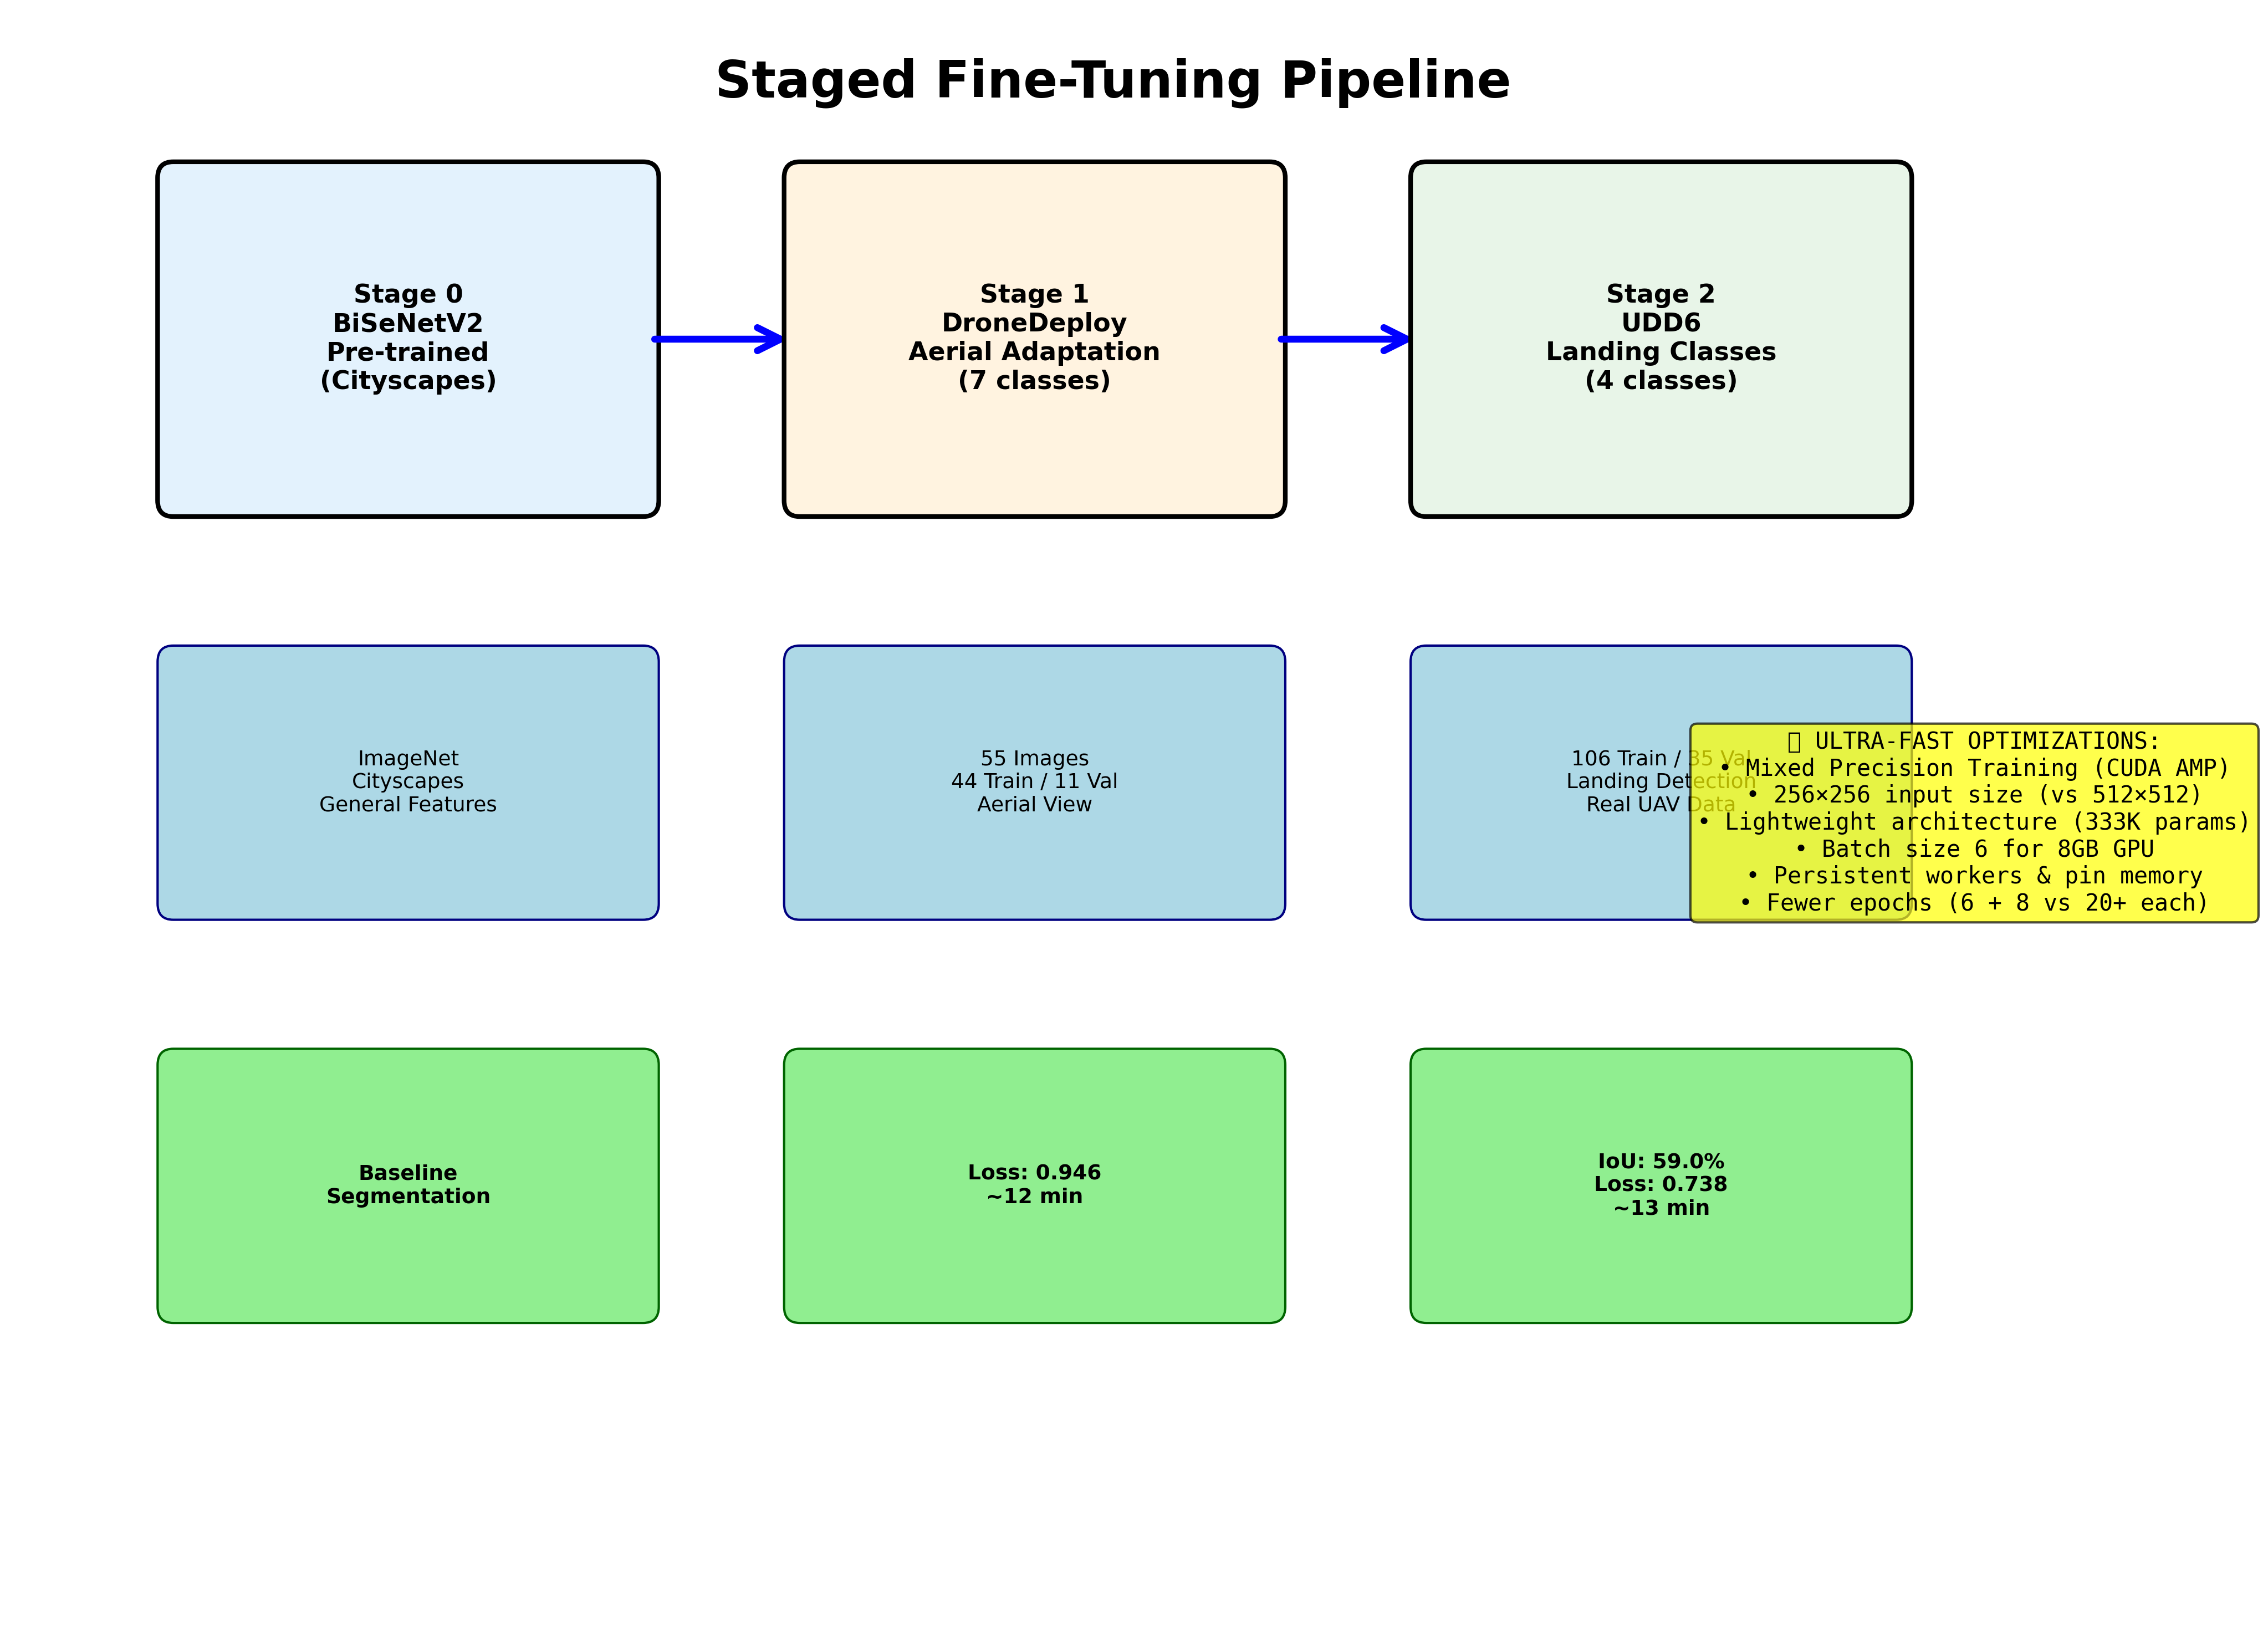 Staged Fine-Tuning Pipeline
Stage 0
BiSeNetV2
Pre-trained
(Cityscapes)
Stage 1
DroneDeploy
Aerial Adaptation
(7 classes)
Stage 2
UDD6
Landing Classes
(4 classes)
ImageNet
Cityscapes
General Features
55 Images
44 Train / 11 Val
Aerial View
106 Train / 35 Val
Landing Detection
Real UAV Data
ULTRA-FAST OPTIMIZATIONS:
• Mixed Precision Training (CUDA AMP)
• 256×256 input size (vs 512×512)
• Lightweight architecture (333K params)
• Batch size 6 for 8GB GPU
• Persistent workers & pin memory
• Fewer epochs (6 + 8 vs 20+ each)
Baseline
Segmentation
Loss: 0.946
~12 min
IoU: 59.0%
Loss: 0.738
~13 min